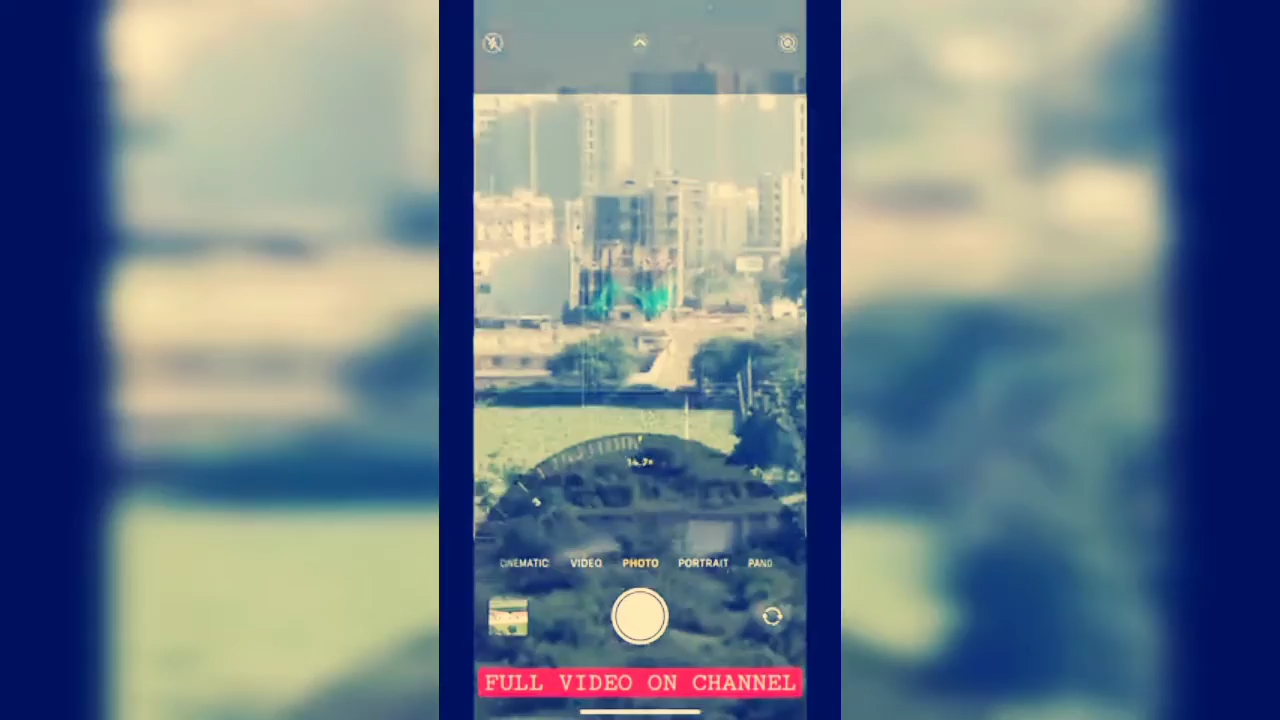 CINEMATIC VIDEO PHOTO PORTRAIT PANO
FULL VIDEO ON CHANNEL